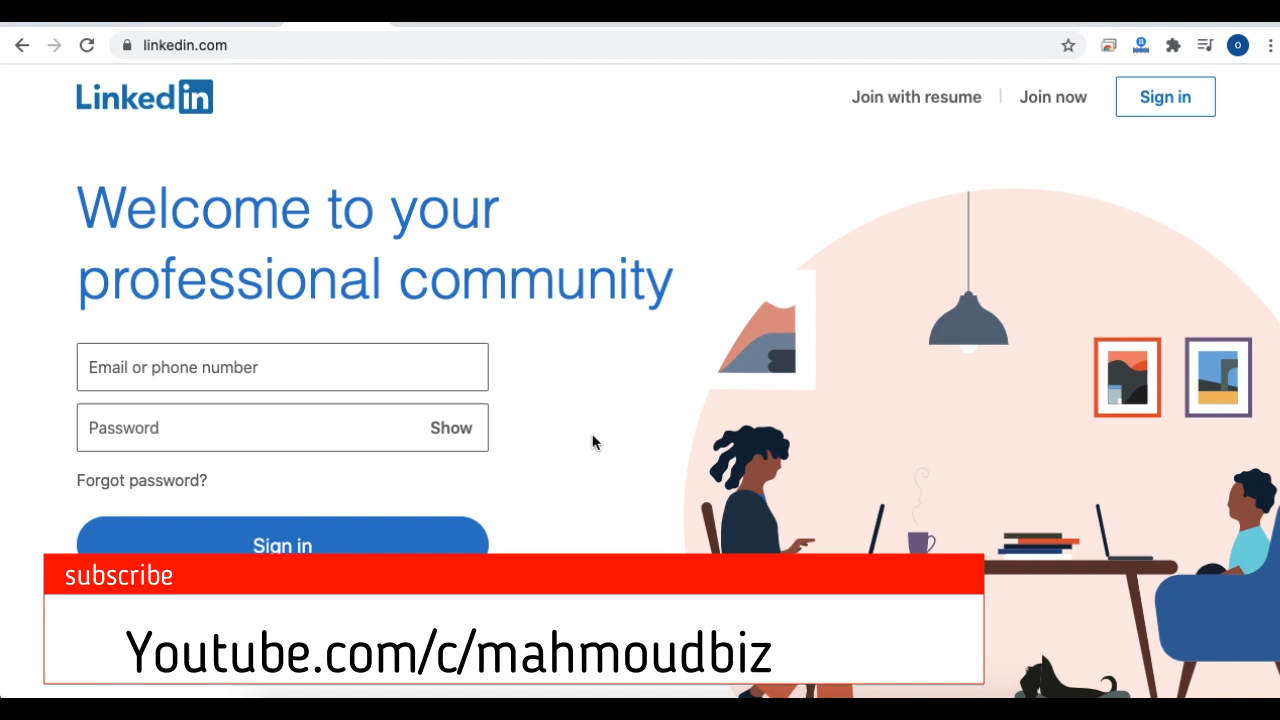 linkedin.com
Linked in
Join with resume
Join now
Sign in
Welcome to your
professional community
Email or phone number
Password
Show
Forgot password?
Sign in
subscribe
Youtube.com/c/mahmoudbiz